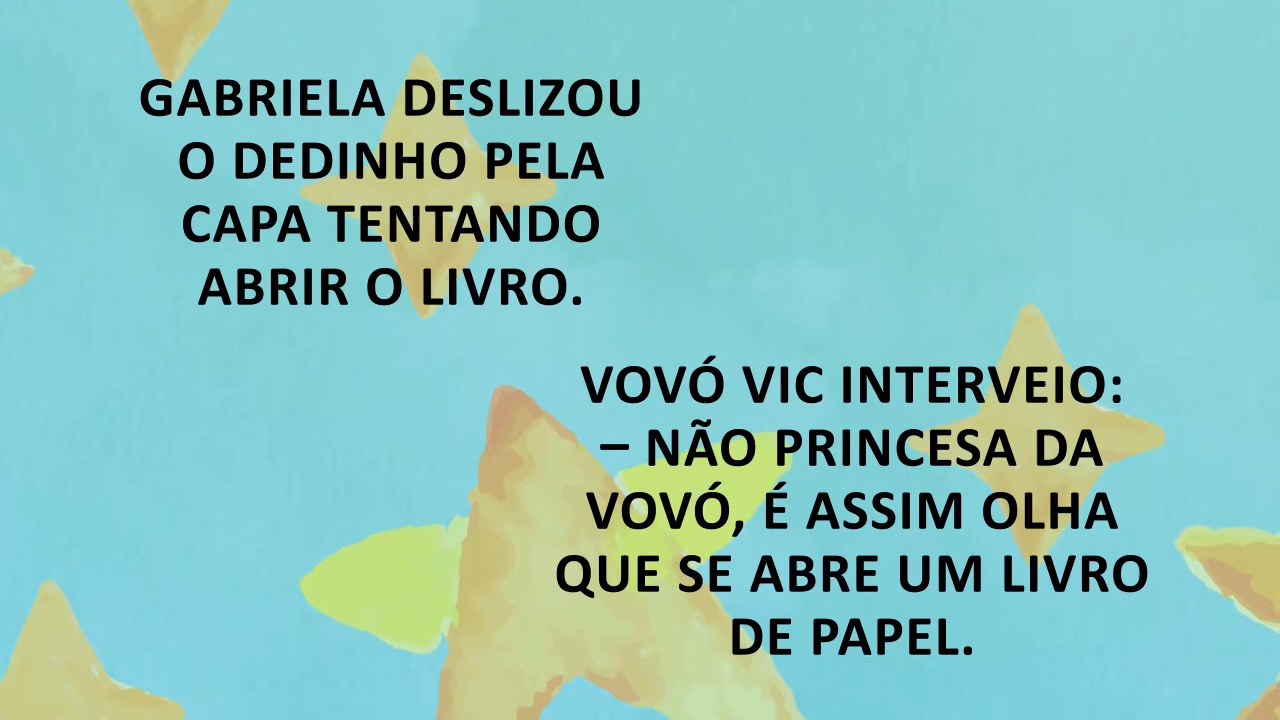 GABRIELA DESLIZOU
O DEDINHO PELA
CAPA TENTANDO
ABRIR O LIVRO.
VOVÓ VIC INTERVEIO:
– NÃO PRINCESA DA
VOVÓ, É ASSIM OLHA
QUE SE ABRE UM LIVRO
DE PAPEL.